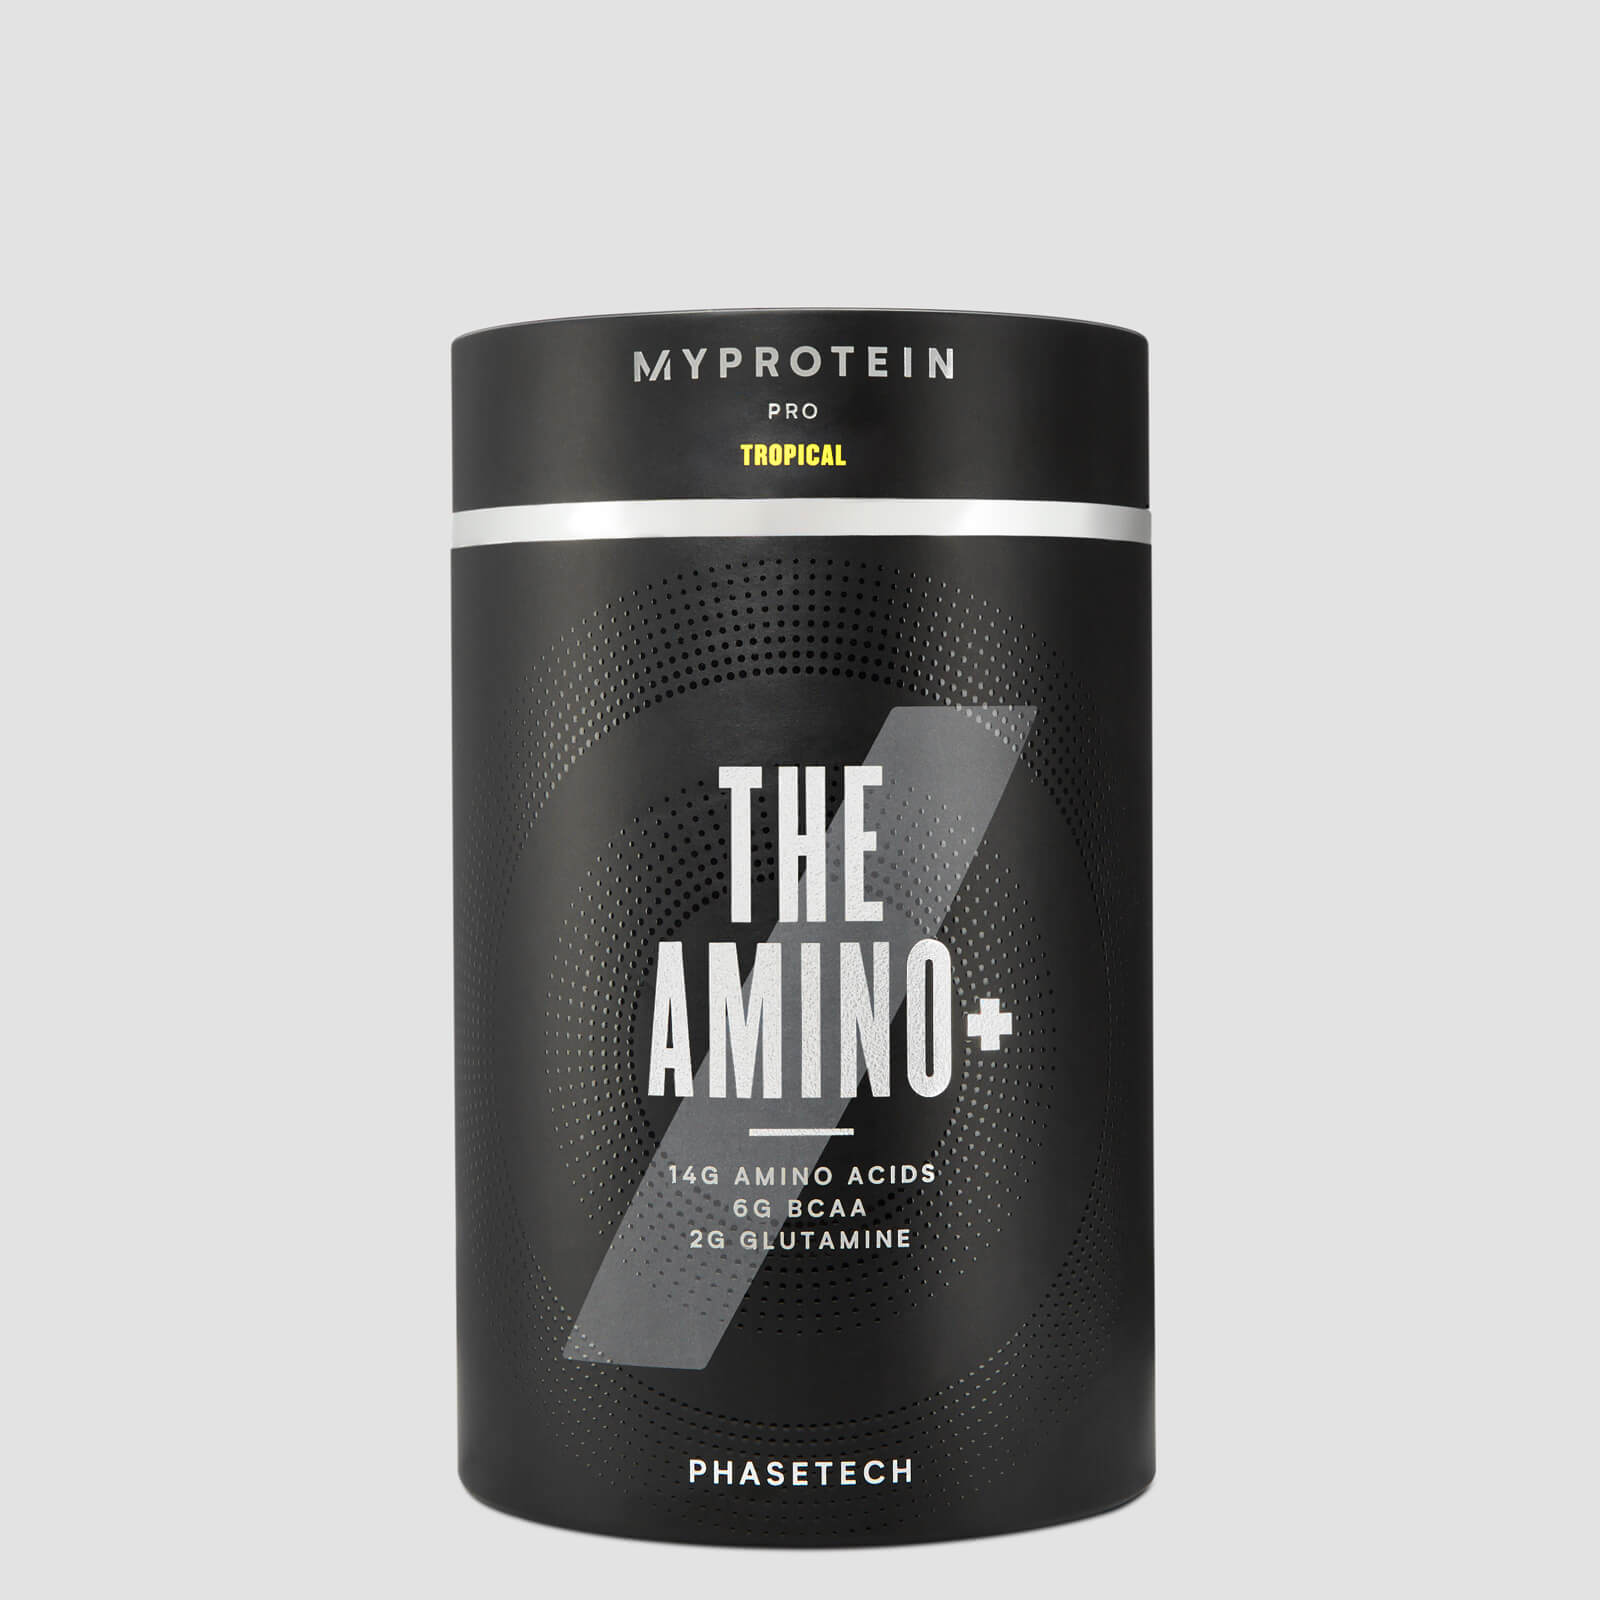 MYPROTEIN
PRO
TROPICAL
THE
AMINO+
14G AMINO ACIDS
6G BCAA
2G GLUTAMINE
PHASETECH